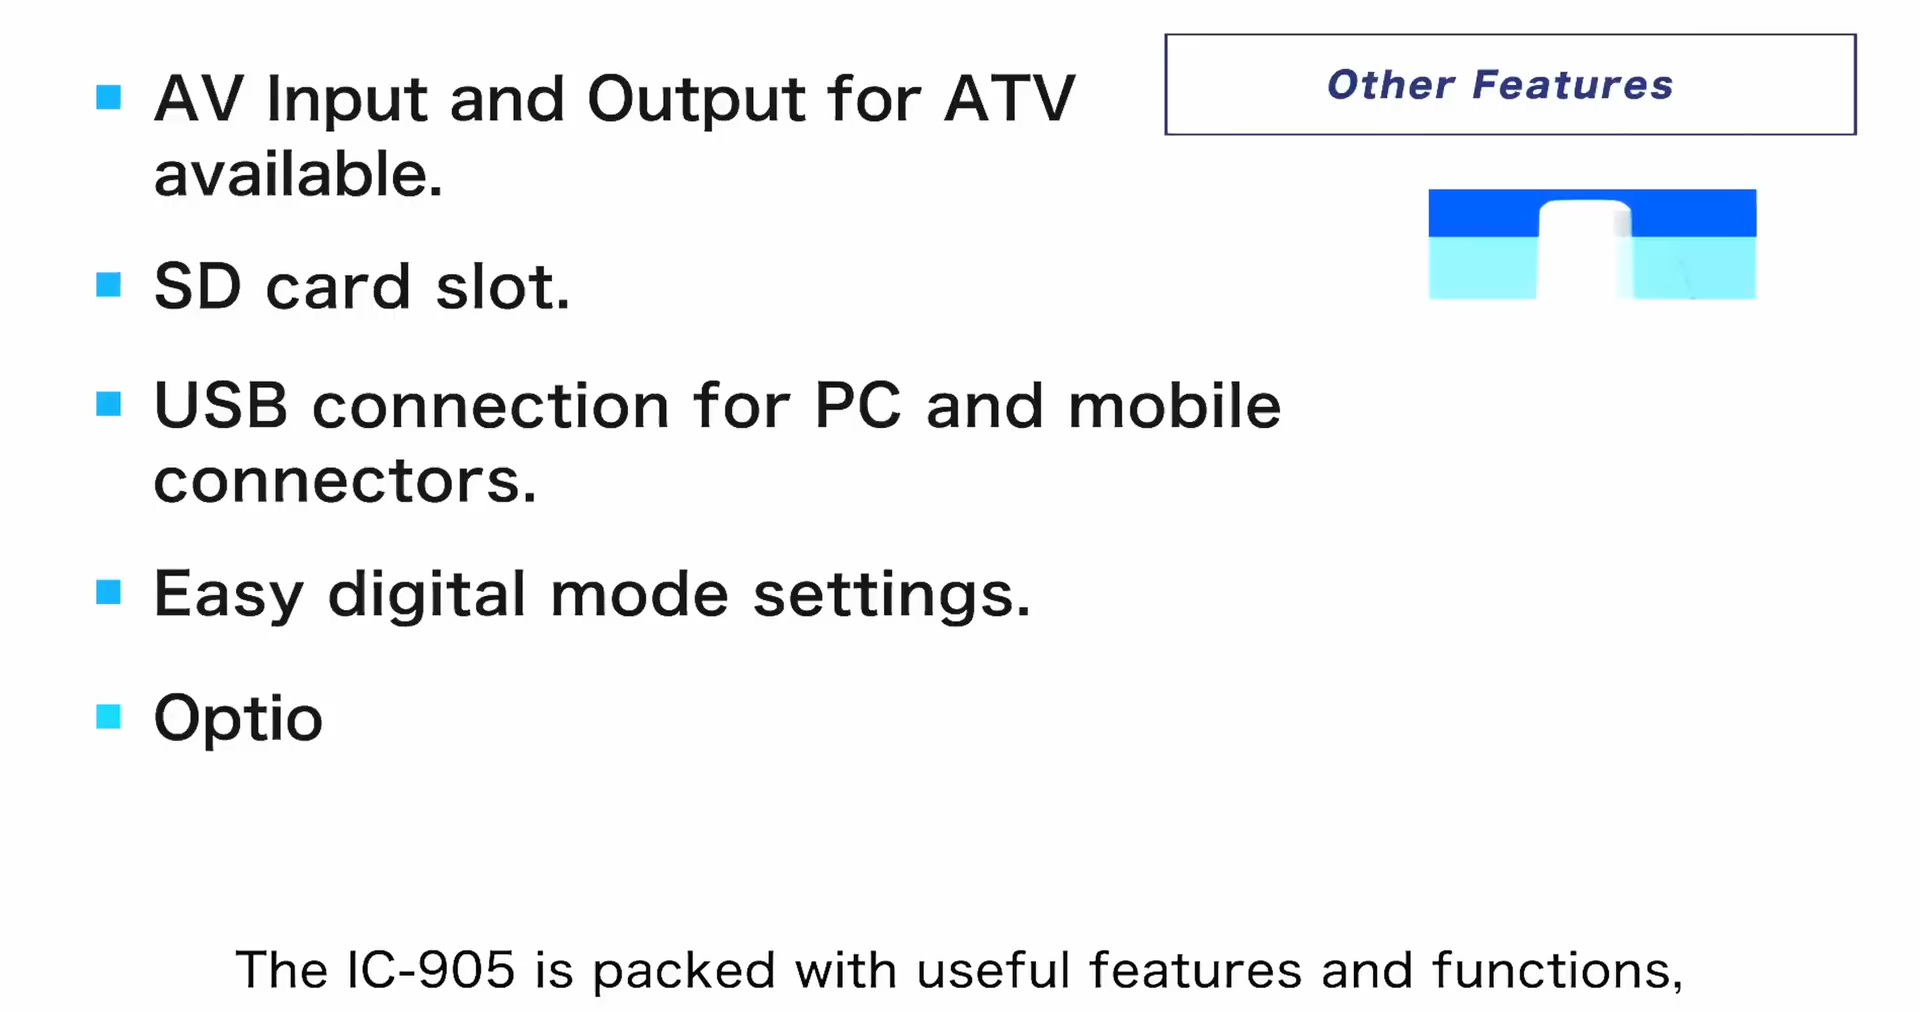 Other Features
AV Input and Output for ATV
available.
SD card slot.
USB connection for PC and mobile
connectors.
Easy digital mode settings.
Optio
The IC-905 is packed with useful features and functions,